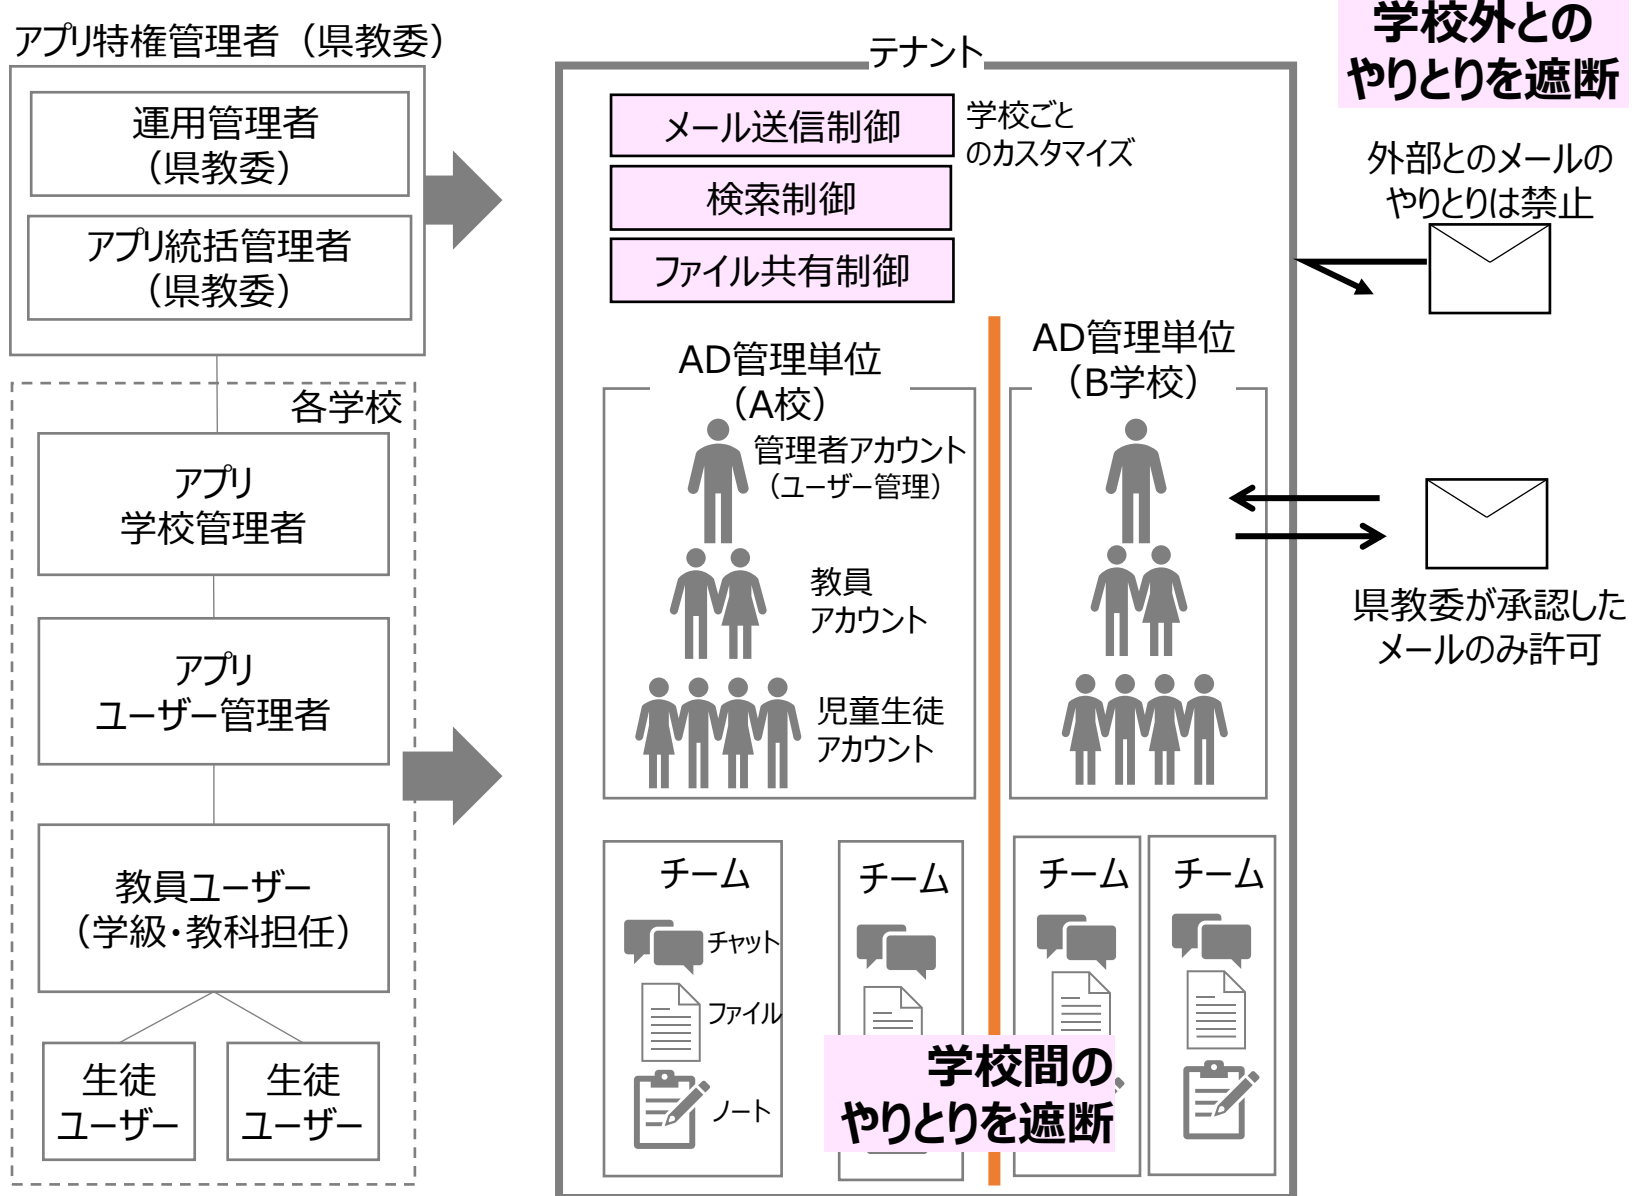 アプリ特権管理者（県教委）
運用管理者
（県教委）
アプリ統括管理者
（県教委）
各学校
アプリ
学校管理者
アプリ
ユーザー管理者
教員ユーザー
（学級・教科担任）
生徒
ユーザー
生徒
ユーザー
テナント
メール送信制御
検索制御
ファイル共有制御
学校ごと
のカスタマイズ
AD管理単位
（A校）
管理者アカウント
（ユーザー管理）
教員
アカウント
児童生徒
アカウント
AD管理単位
（B学校）
チーム
チャット
ファイル
ノート
チーム
チーム
チーム
学校間の
やりとりを遮断
学校外との
やりとりを遮断
外部とのメールの
やりとりは禁止
県教委が承認した
メールのみ許可